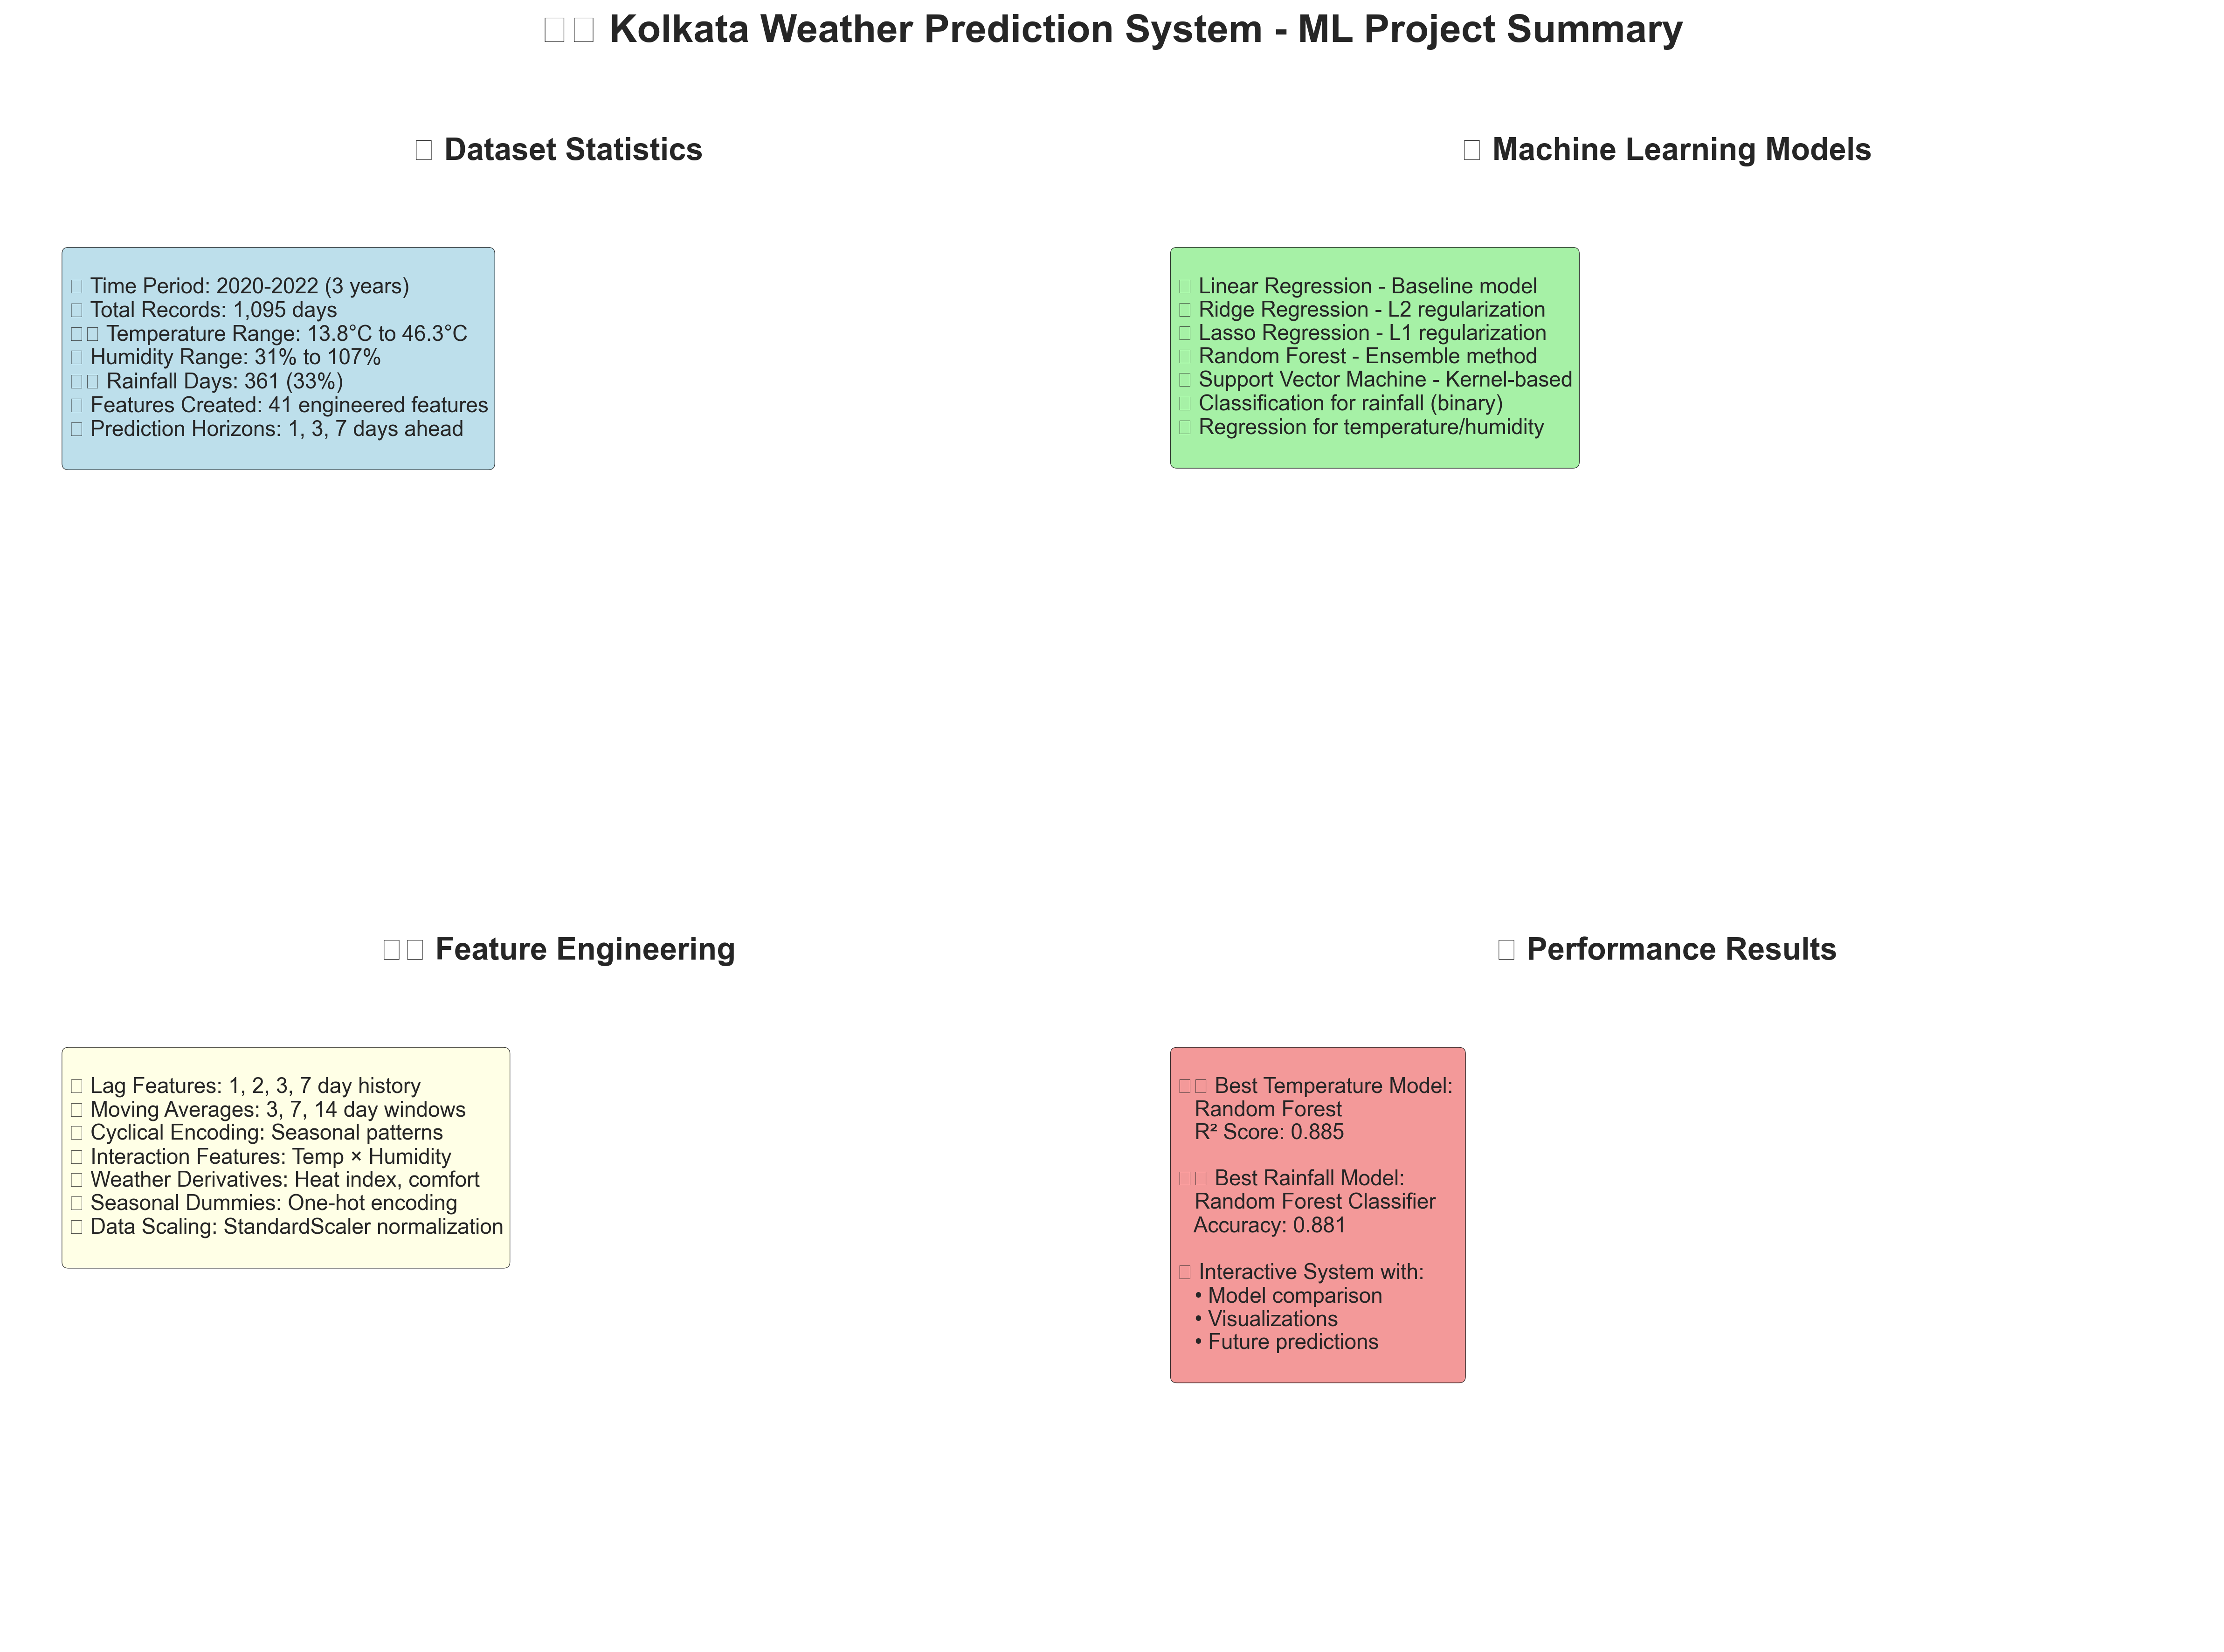 □□ Kolkata Weather Prediction System - ML Project Summary
□ Dataset Statistics
□ Time Period: 2020-2022 (3 years)
□ Total Records: 1,095 days
□□ Temperature Range: 13.8°C to 46.3°C
□ Humidity Range: 31% to 107%
□□ Rainfall Days: 361 (33%)
□ Features Created: 41 engineered features
□ Prediction Horizons: 1, 3, 7 days ahead
□ Machine Learning Models
□ Linear Regression - Baseline model
□ Ridge Regression - L2 regularization
□ Lasso Regression - L1 regularization
□ Random Forest - Ensemble method
□ Support Vector Machine - Kernel-based
□ Classification for rainfall (binary)
□ Regression for temperature/humidity
□□ Feature Engineering
□ Lag Features: 1, 2, 3, 7 day history
□ Moving Averages: 3, 7, 14 day windows
□ Cyclical Encoding: Seasonal patterns
□ Interaction Features: Temp × Humidity
□ Weather Derivatives: Heat index, comfort
□ Seasonal Dummies: One-hot encoding
□ Data Scaling: StandardScaler normalization
□ Performance Results
□□ Best Temperature Model:
Random Forest
R² Score: 0.885
□□ Best Rainfall Model:
Random Forest Classifier
Accuracy: 0.881
□ Interactive System with:
• Model comparison
• Visualizations
• Future predictions